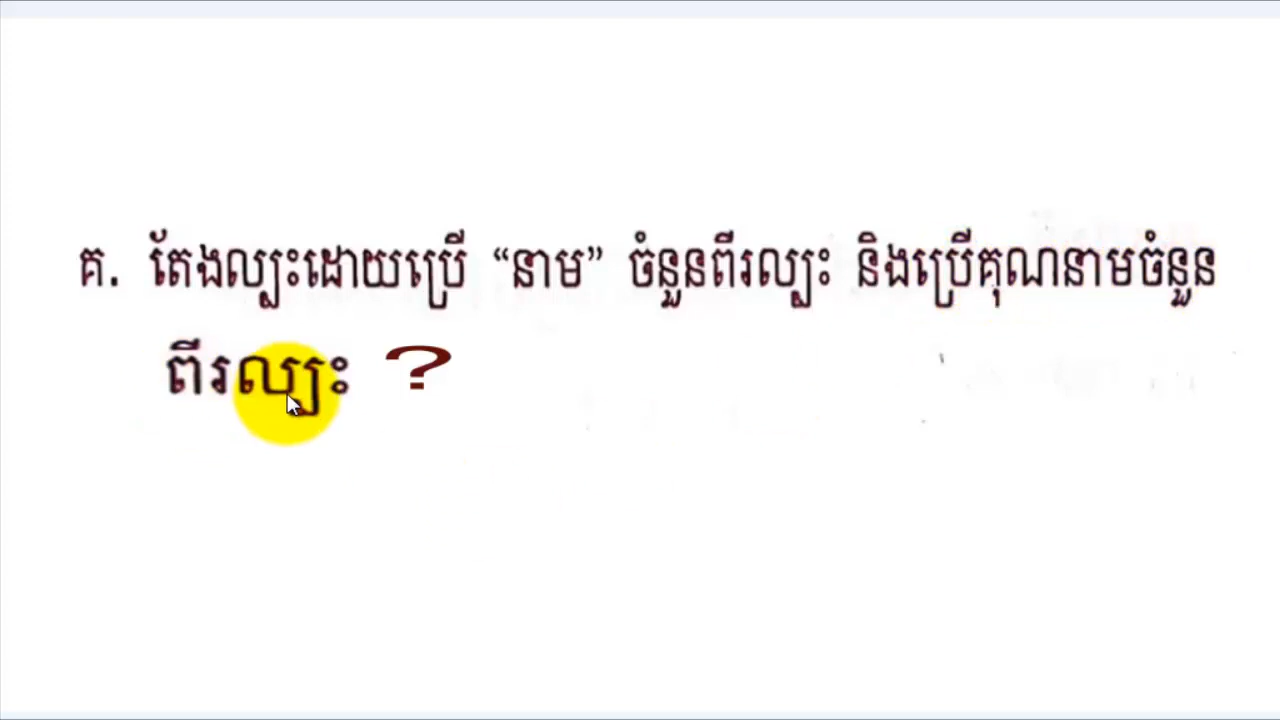 គ. តែងល្បះដោយប្រើ “នាម” ចំនួនពីរល្បះ និងប្រើគុណនាមចំនួន
ពីរល្បះ ?